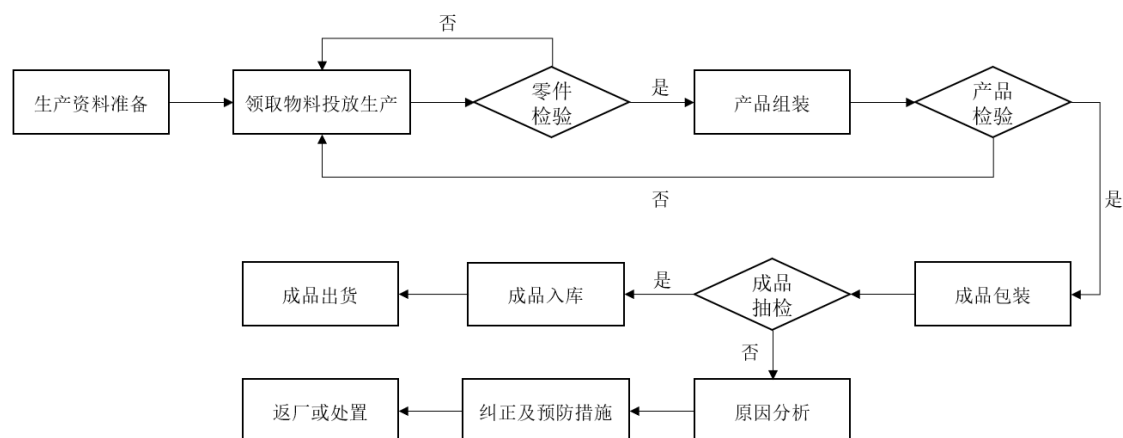 否
生产资料准备
领取物料投放生产
零件
检验
是
产品组装
产品
检验
否
是
成品出货
成品入库
是
成品
抽检
成品包装
否
返厂或处置
纠正及预防措施
原因分析